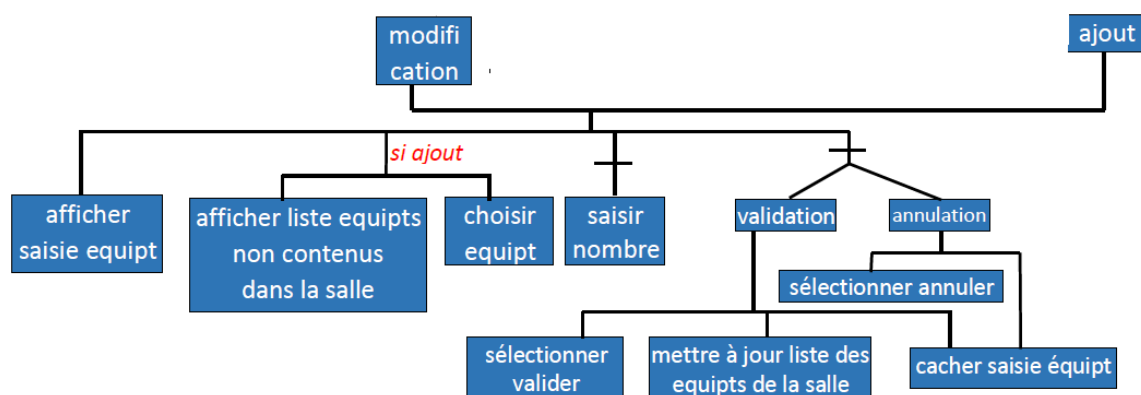 modifi
cation
ajout
si ajout
afficher
saisie equipt
afficher liste equipts
non contenus
dans la salle
choisir
equipt
saisir
nombre
validation
annulation
sélectionner annuler
sélectionner
valider
mettre à jour liste des
equipts de la salle
cacher saisie équipt